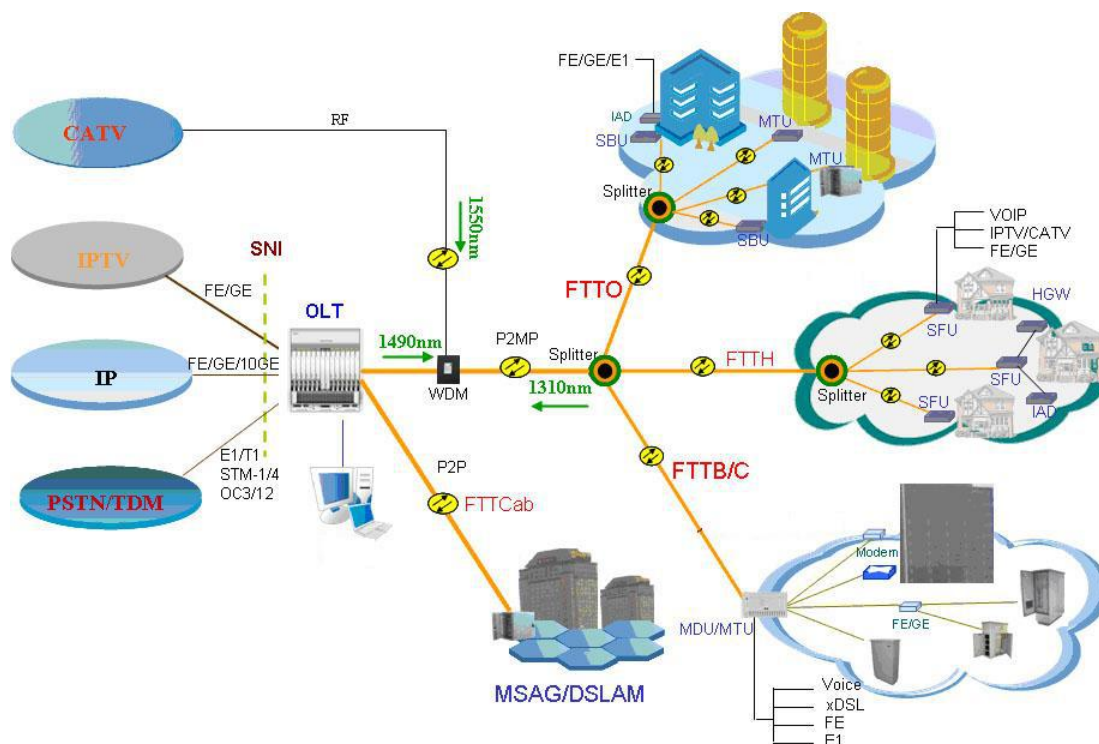 FE/GE/E1
CATV
RF
IAD
SBU
MTU
MTU
Splitter
SBU
1550nm
VOIP
IPTV/CATV
FE/GE
IPTV
SNI
FE/GE
OLT
FTTO
HGW
SFU
1490nm
P2MP
Splitter
IP
FE/GE/10GE
WDM
1310nm
FTTH
SFU
Splitter
SFU
IAD
E1/T1
STM-1/4
OC3/12
PSTN/TDM
P2P
FTTCab
FTTB/C
Modem
MDU/MTU
FE/GE
MSAG/DSLAM
Voice
xDSL
FE
E1